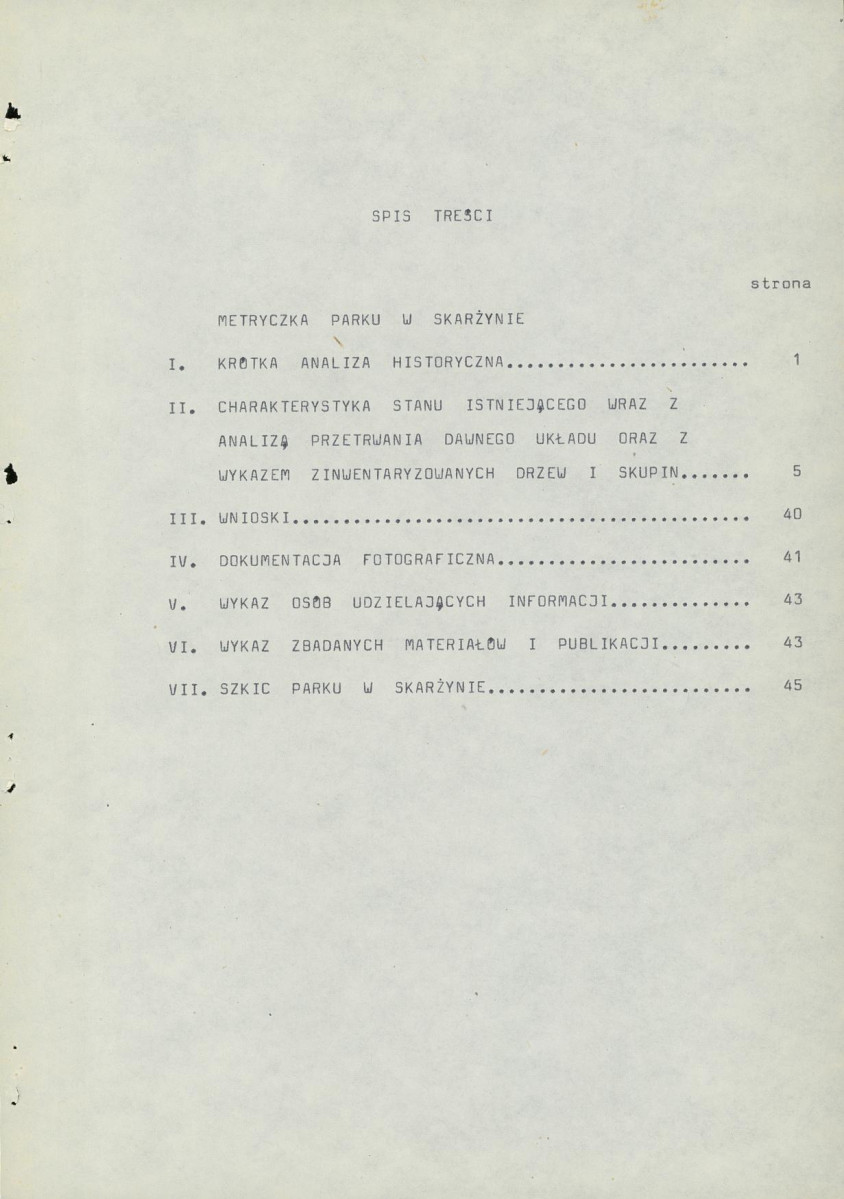 SPIS TREŚCI
strona
METRYCZKA PARKU W SKARŻYNIE
I. KRÓTKA ANALIZA HISTORYCZNA........................ 1
II. CHARAKTERYSTYKA STANU ISTNIEJĄCEGO WRAZ Z
ANALIZĄ PRZETRWANIA DAWNEGO UKŁADU ORAZ Z
WYKAZEM ZINWENTARYZOWANYCH DRZEW I SKUPIN....... 5
III. WNIOSKI............................................. 40
IV. DOKUMENTACJA FOTOGRAFICZNA......................... 41
V. WYKAZ OSÓB UDZIELAJĄCYCH INFORMACJI.............. 43
VI. WYKAZ ZBADANYCH MATERIAŁÓW I PUBLIKACJI......... 43
VII. SZKIC PARKU W SKARŻYNIE.......................... 45